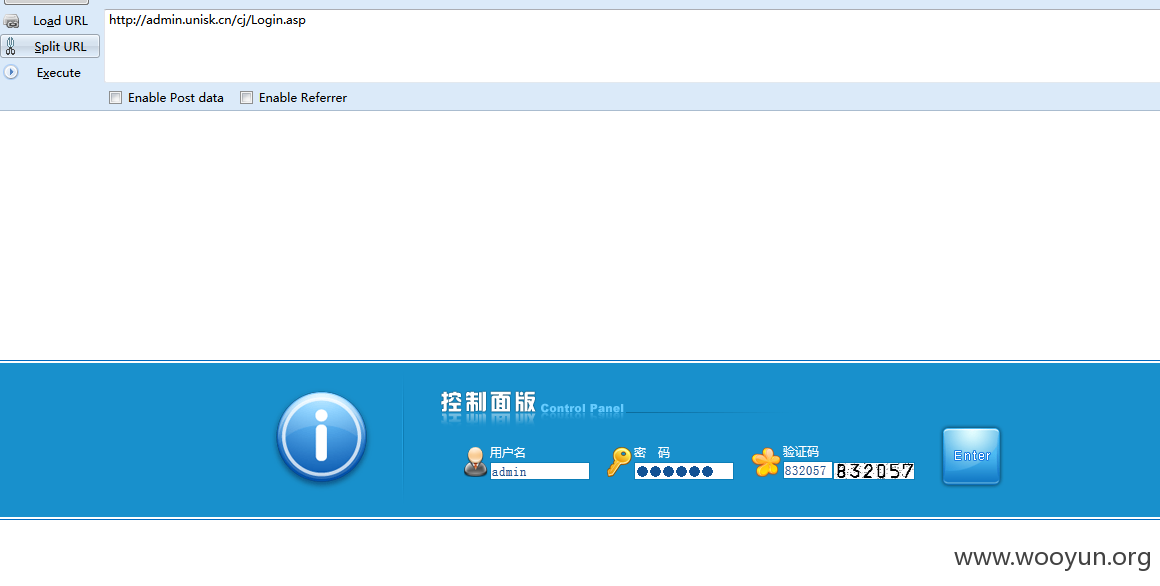 Load URL
http://admin.unisk.cn/cj/Login.asp
Split URL
Execute
Enable Post data
Enable Referrer
控制面版 Control Panel
用户名
密 码
验证码
admin
832057
832057
Enter
www.wooyun.org